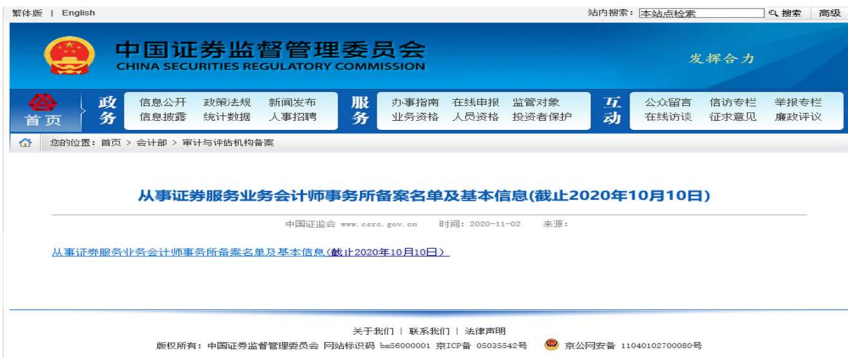 繁体版 | English 站内搜索: 本站点检索 搜索 高级
中国证券监督管理委员会
CHINA SECURITIES REGULATORY COMMISSION
发挥合力
首页 政务 信息公开 政策法规 新闻发布 服务 办事指南 在线申报 监管对象 互动 公众留言 信访专栏 举报专栏
信息披露 统计数据 人事招聘 业务资格 人员资格 投资者保护 在线访谈 征求意见 廉政评议
您的位置: 首页 > 会计部 > 审计与评估机构备案
从事证券服务业务会计师事务所备案名单及基本信息(截止2020年10月10日)
中国证监会 www.csrc.gov.cn 时间: 2020-11-02 来源:
从事证券服务业务会计师事务所备案名单及基本信息(截止2020年10月10日)
关于我们 | 联系我们 | 法律声明
版权所有: 中国证券监督管理委员会 网站标识码 bm56000001 京ICP备 05035542号 京公网安备 11040102700080号